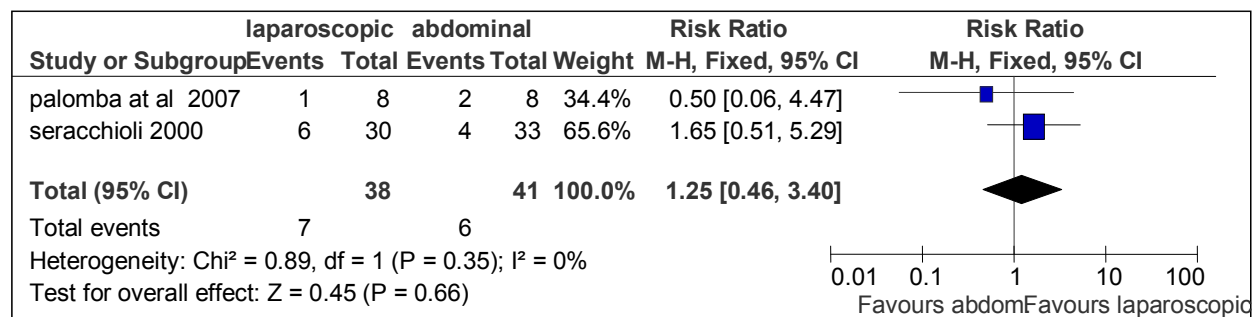 laparoscopic abdominal Risk Ratio Risk Ratio
Study or SubgroupEvents Total Events Total Weight M-H, Fixed, 95% CI M-H, Fixed, 95% CI
palomba at al 2007 1 8 2 8 34.4% 0.50 [0.06, 4.47]
seracchioli 2000 6 30 4 33 65.6% 1.65 [0.51, 5.29]
Total (95% CI) 38 41 100.0% 1.25 [0.46, 3.40]
Total events 7 6
Heterogeneity: Chi² = 0.89, df = 1 (P = 0.35); I² = 0%
Test for overall effect: Z = 0.45 (P = 0.66)
0.01 0.1 1 10 100
Favours abdomFavours laparoscopic